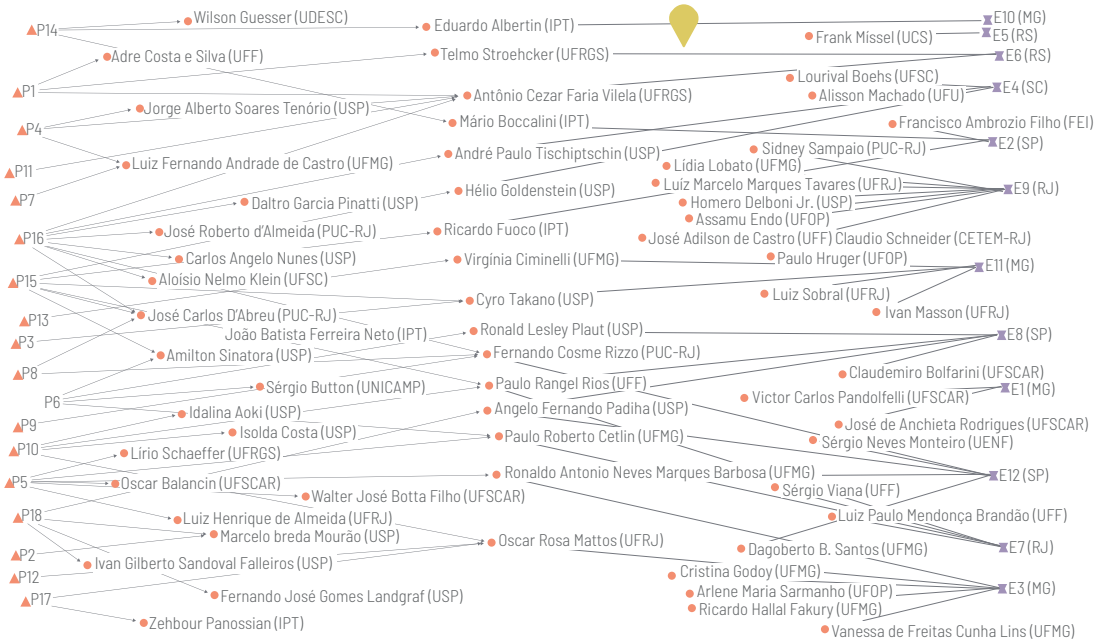 Wilson Guesser (UDESC)
E10 (MG)
P14
Eduardo Albertin (IPT)
E5 (RS)
Frank Missel (UCS)
Adre Costa e Silva (UFF)
Telmo Stroehcker (UFRGS)
E6 (RS)
Lourival Boehs (UFSC)
P1
E4 (SC)
Antônio Cezar Faria Vilela (UFRGS)
Alisson Machado (UFU)
Jorge Alberto Soares Tenório (USP)
Mário Boccalini (IPT)
Francisco Ambrozio Filho (FEI)
P4
E2 (SP)
Sidney Sampaio (PUC-RJ)
André Paulo Tischiptschin (USP)
Luiz Fernando Andrade de Castro (UFMG)
Lídia Lobato (UFMG)
P11
Luíz Marcelo Marques Tavares (UFRJ)
E9 (RJ)
Hélio Goldenstein (USP)
P7
Daltro Garcia Pinatti (USP)
Homero Delboni Jr. (USP)
Assamu Endo (UFOP)
José Roberto d'Almeida (PUC-RJ)
Ricardo Fuoco (IPT)
P16
José Adilson de Castro (UFF) Claudio Schneider (CETEM-RJ)
Carlos Angelo Nunes (USP)
Virgínia Ciminelli (UFMG)
Paulo Hruger (UFOP)
E11 (MG)
Aloísio Nelmo Klein (UFSC)
P15
Luiz Sobral (UFRJ)
Cyro Takano (USP)
José Carlos D'Abreu (PUC-RJ)
Ivan Masson (UFRJ)
P13
João Batista Ferreira Neto (IPT)
Ronald Lesley Plaut (USP)
E8 (SP)
P3
Amilton Sinatora (USP)
Fernando Cosme Rizzo (PUC-RJ)
P8
Claudemiro Bolfarini (UFSCAR)
Sérgio Button (UNICAMP)
Paulo Rangel Rios (UFF)
E1 (MG)
P6
Victor Carlos Pandolfelli (UFSCAR)
Idalina Aoki (USP)
Angelo Fernando Padiha (USP)
P9
José de Anchieta Rodrigues (UFSCAR)
Isolda Costa (USP)
Paulo Roberto Cetlin (UFMG)
Sérgio Neves Monteiro (UENF)
P10
Lírio Schaeffer (UFRGS)
Ronaldo Antonio Neves Marques Barbosa (UFMG)
E12 (SP)
P5
Oscar Balancin (UFSCAR)
Sérgio Viana (UFF)
Walter José Botta Filho (UFSCAR)
P18
Luiz Henrique de Almeida (UFRJ)
Luiz Paulo Mendonça Brandão (UFF)
Marcelo breda Mourão (USP)
Oscar Rosa Mattos (UFRJ)
Dagoberto B. Santos (UFMG)
E7 (RJ)
P2
Ivan Gilberto Sandoval Falleiros (USP)
Cristina Godoy (UFMG)
P12
Arlene Maria Sarmanho (UFOP)
E3 (MG)
P17
Fernando José Gomes Landgraf (USP)
Ricardo Hallal Fakury (UFMG)
Zehbour Panossian (IPT)
Vanessa de Freitas Cunha Lins (UFMG)